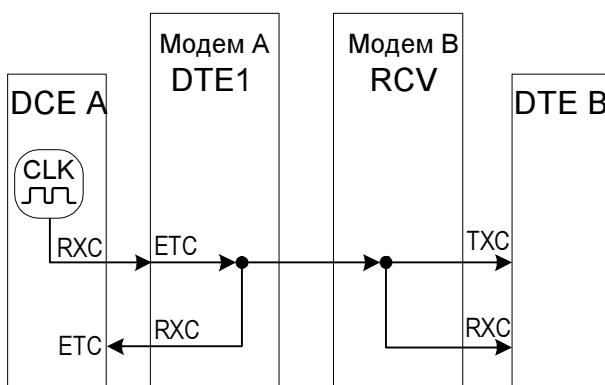 Модем А
DTE1
Модем В
RCV
DCE A
DTE B
CLK
RXC
ETC
TXC
ETC
RXC
RXC